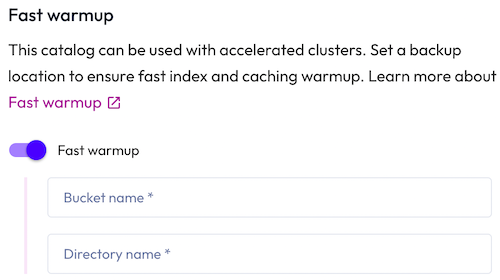 Fast warmup
This catalog can be used with accelerated clusters. Set a backup
location to ensure fast index and caching warmup. Learn more about
Fast warmup
Fast warmup
Bucket name *
Directory name *